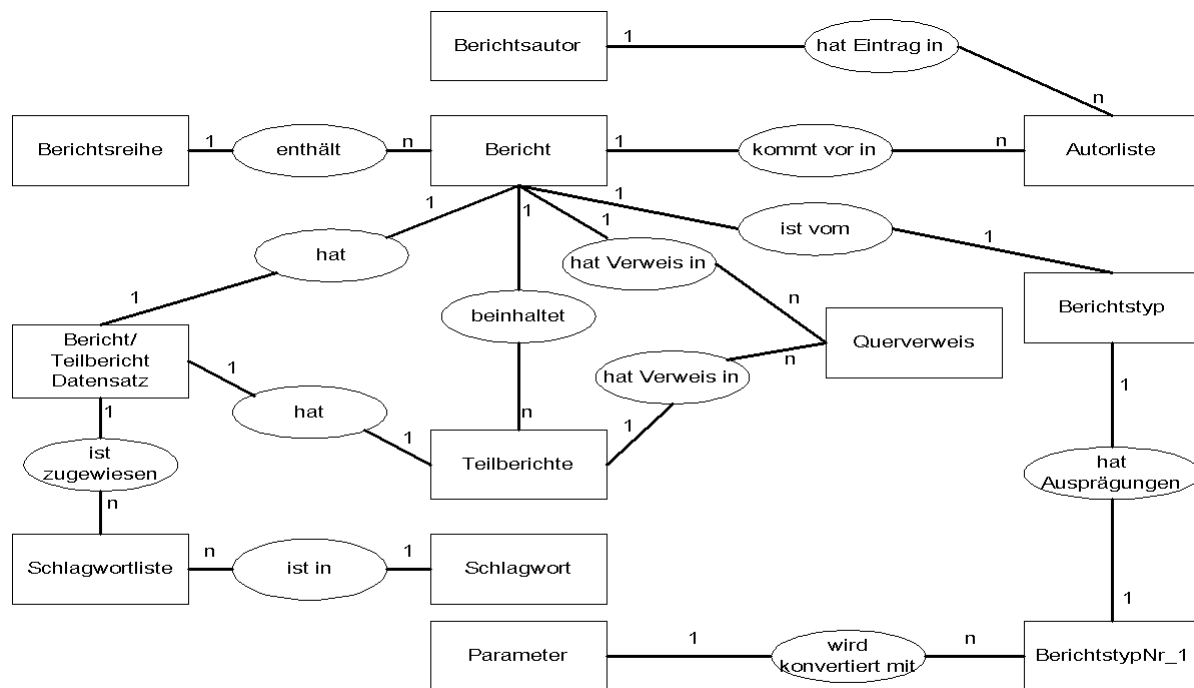 Berichtsautor
1
hat Eintrag in
n
Berichtsreihe
1
enthält
n
Bericht
1
kommt vor in
n
Autorliste
1
1
1
1
hat
ist vom
1
hat Verweis in
1
n
Berichtstyp
beinhaltet
Bericht/
Teilbericht
Datensatz
Querverweis
n
1
hat Verweis in
1
1
hat
n
1
1
Teilberichte
ist
zugewiesen
hat
Ausprägungen
n
Schlagwortliste
n
ist in
1
Schlagwort
1
Parameter
1
wird
konvertiert mit
n
BerichtstypNr_1